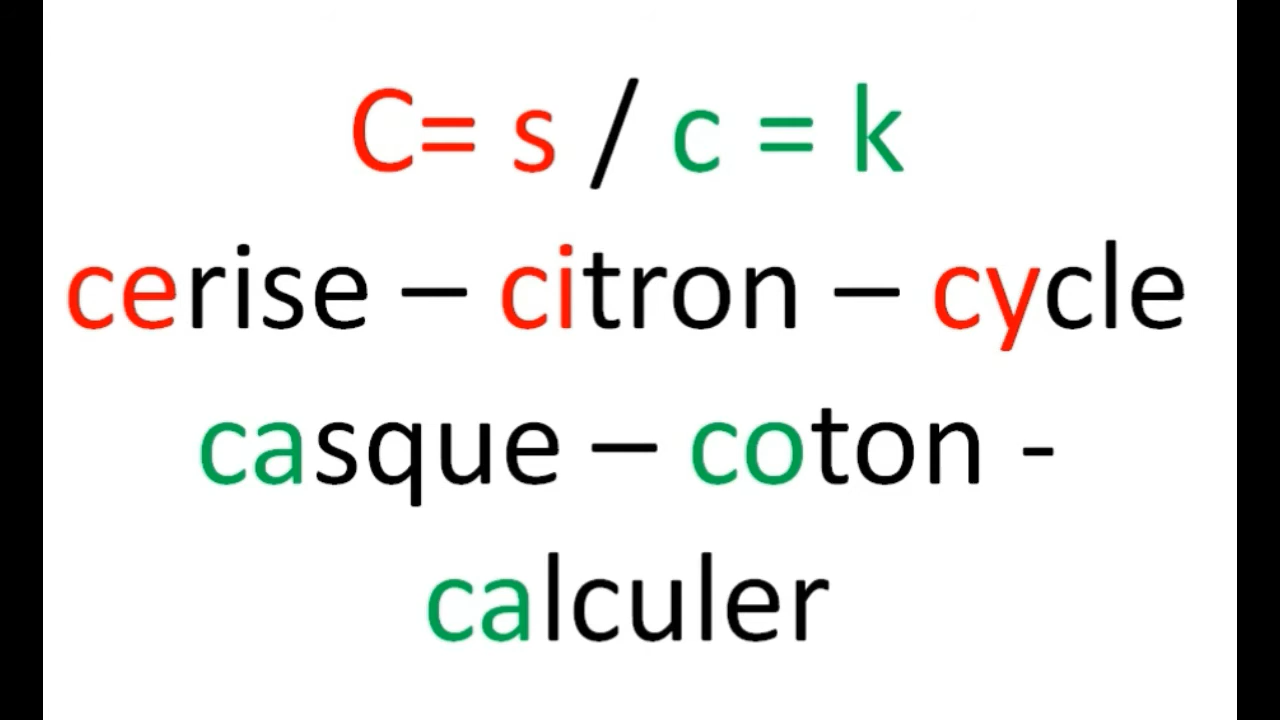 C= s / c = k
cerise – citron – cycle
casque – coton -
calculer